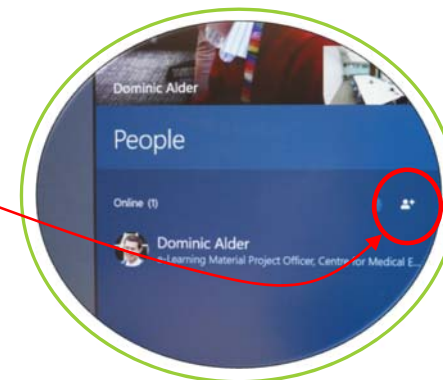 Dominic Alder
People
Online (1)
Dominic Alder
e-Learning Material Project Officer, Centre for Medical E...